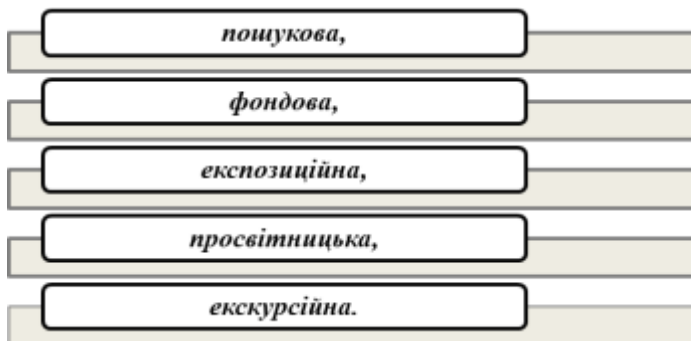 пошукова,
фондова,
експозиційна,
просвітницька,
екскурсійна.